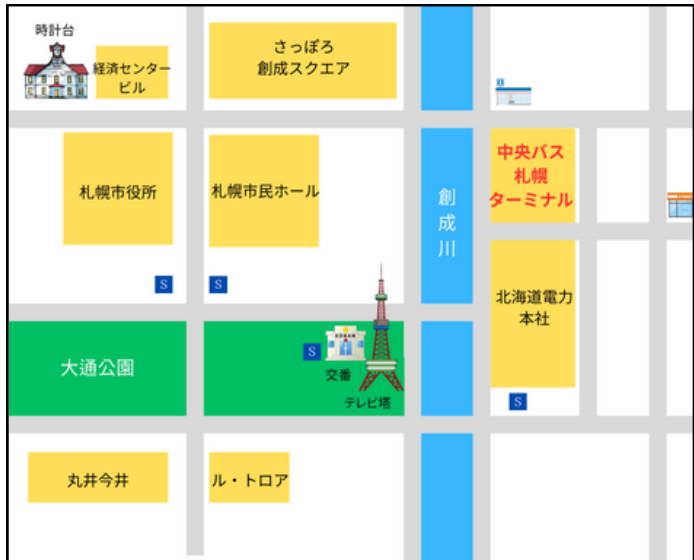 時計台
経済センター
ビル
さっぽろ
創成スクエア
中央バス
札幌
ターミナル
札幌市役所
札幌市民ホール
創
成
川
S
S
北海道電力
本社
大通公園
S
交番
テレビ塔
S
丸井今井
ル・トロア